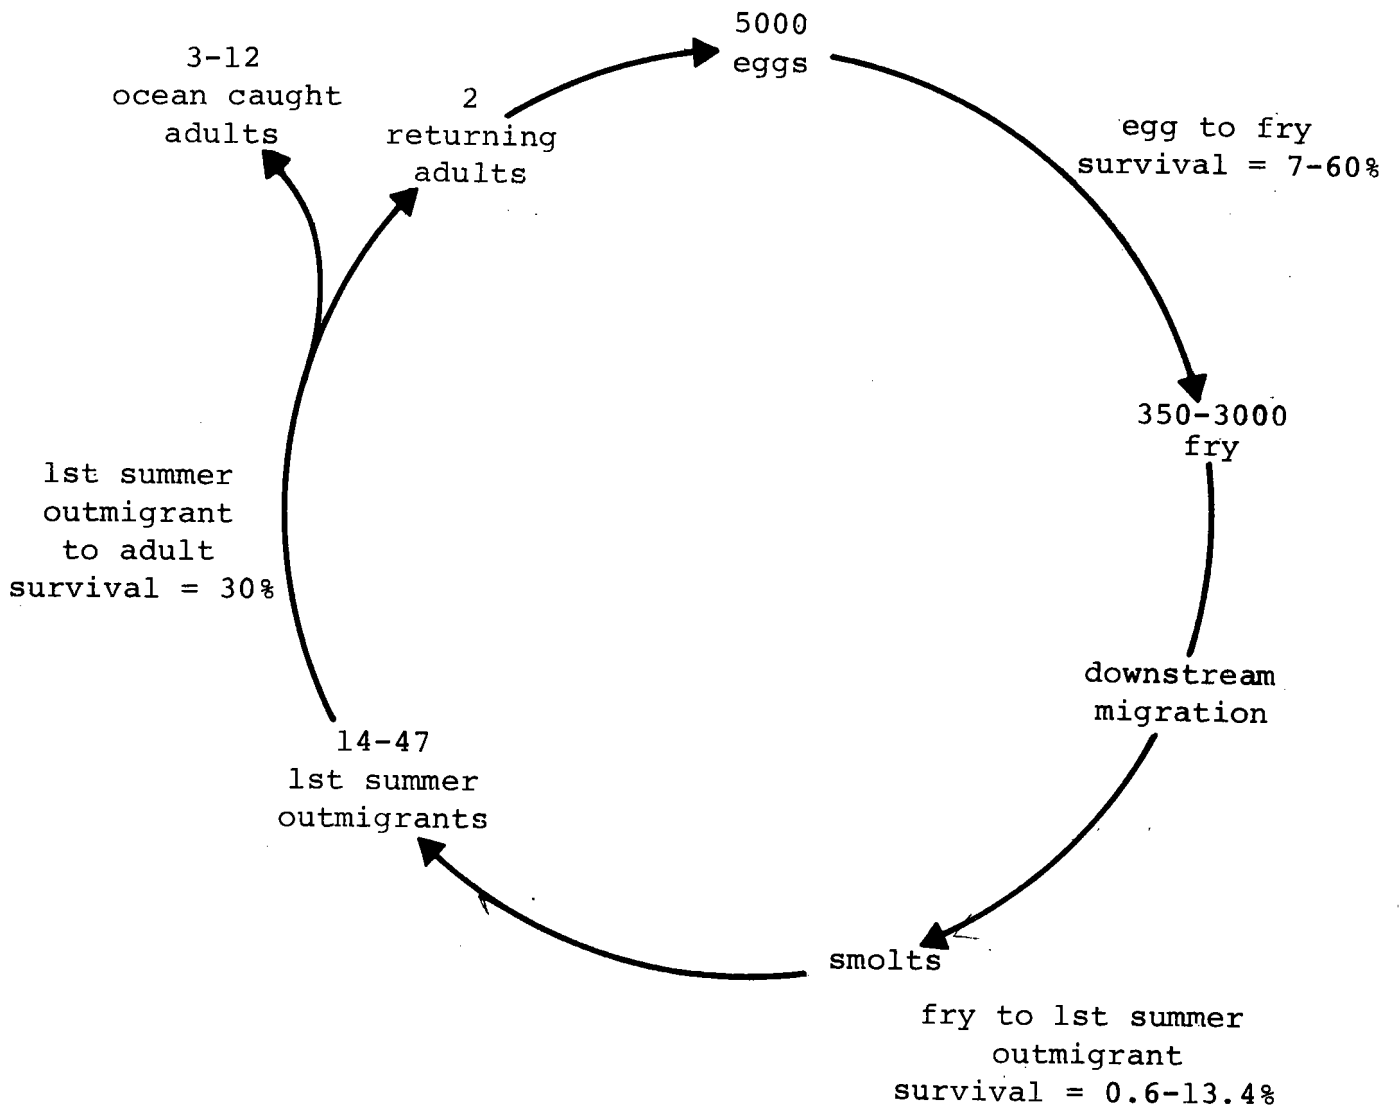 5000
eggs
egg to fry
survival = 7-60%
350-3000
fry
downstream
migration
smolts
fry to 1st summer
outmigrant
survival = 0.6-13.4%
14-47
1st summer
outmigrants
1st summer
outmigrant
to adult
survival = 30%
3-12
ocean caught
adults
2
returning
adults